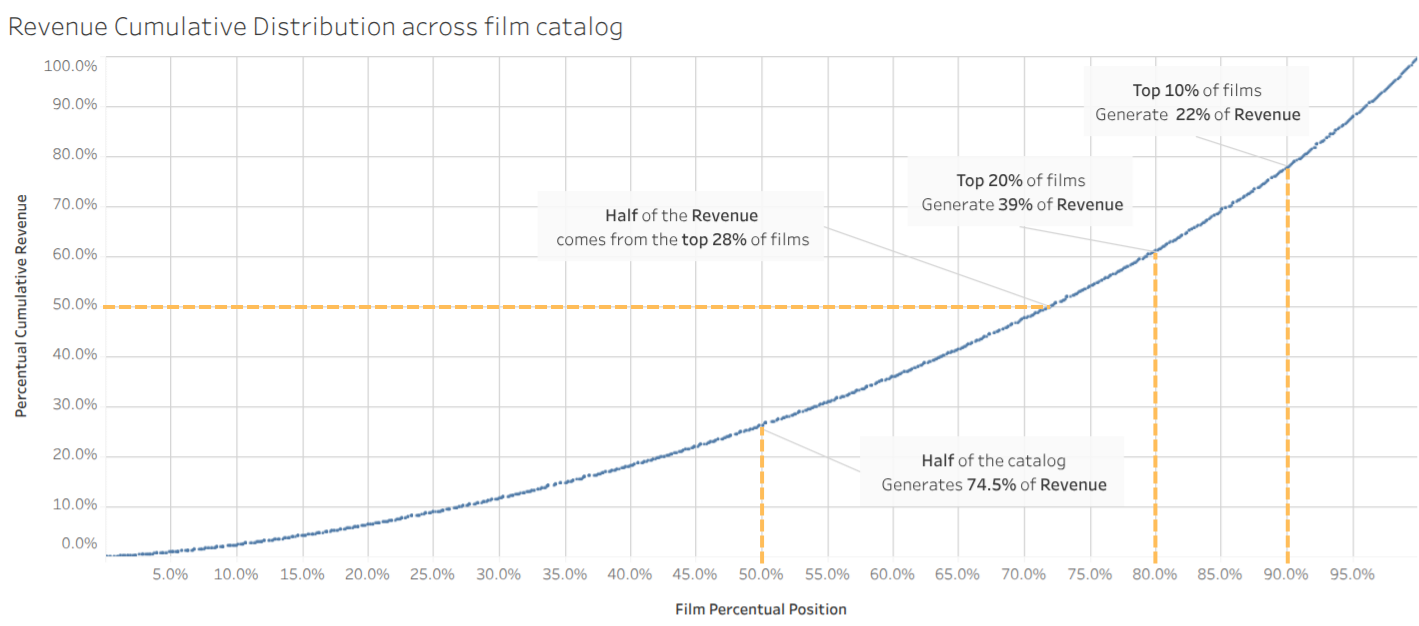 Revenue Cumulative Distribution across film catalog
100.0%
90.0%
80.0%
70.0%
60.0%
50.0%
40.0%
30.0%
20.0%
10.0%
0.0%
Percentual Cumulative Revenue
Top 10% of films
Generate 22% of Revenue
Top 20% of films
Generate 39% of Revenue
Half of the Revenue
comes from the top 28% of films
Half of the catalog
Generates 74.5% of Revenue
5.0% 10.0% 15.0% 20.0% 25.0% 30.0% 35.0% 40.0% 45.0% 50.0% 55.0% 60.0% 65.0% 70.0% 75.0% 80.0% 85.0% 90.0% 95.0%
Film Percentual Position